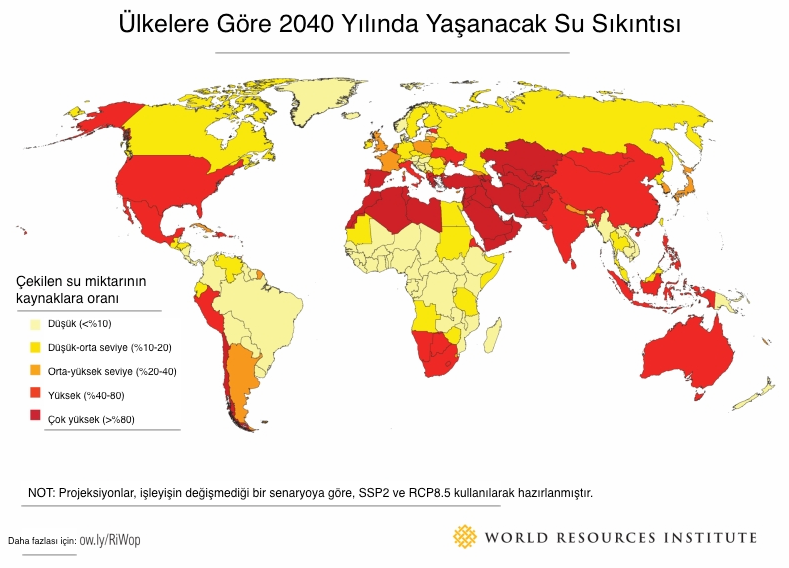 Ülkelere Göre 2040 Yılında Yaşanacak Su Sıkıntısı
Çekilen su miktarının
kaynaklara oranı
Düşük (<%10)
Düşük-orta seviye (%10-20)
Orta-yüksek seviye (%20-40)
Yüksek (%40-80)
Çok yüksek (>%80)
NOT: Projeksiyonlar, işleyişin değişmediği bir senaryoya göre, SSP2 ve RCP8.5 kullanılarak hazırlanmıştır.
Daha fazlası için: ow.ly/RiWop
WORLD RESOURCES INSTITUTE